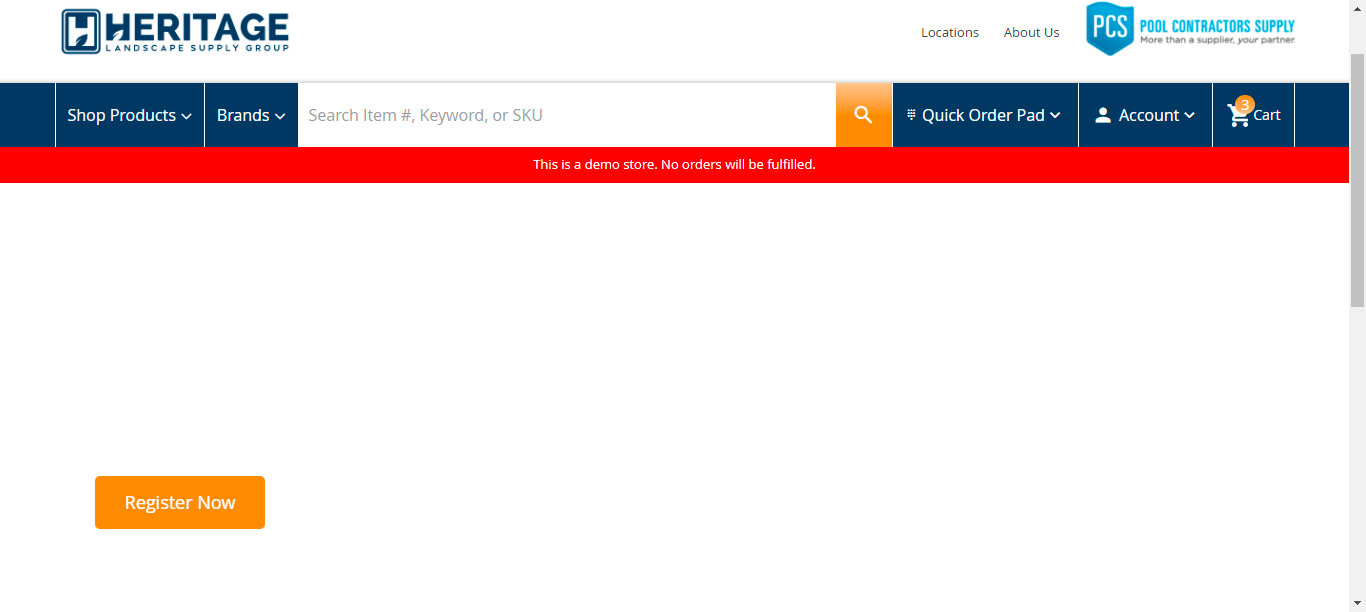 HERITAGE
LANDSCAPE SUPPLY GROUP
Locations
About Us
PCS
POOL CONTRACTORS SUPPLY
More than a supplier, your partner.
Shop Products
Brands
Search Item #, Keyword, or SKU
Quick Order Pad
Account
3
Cart
This is a demo store. No orders will be fulfilled.
Register Now